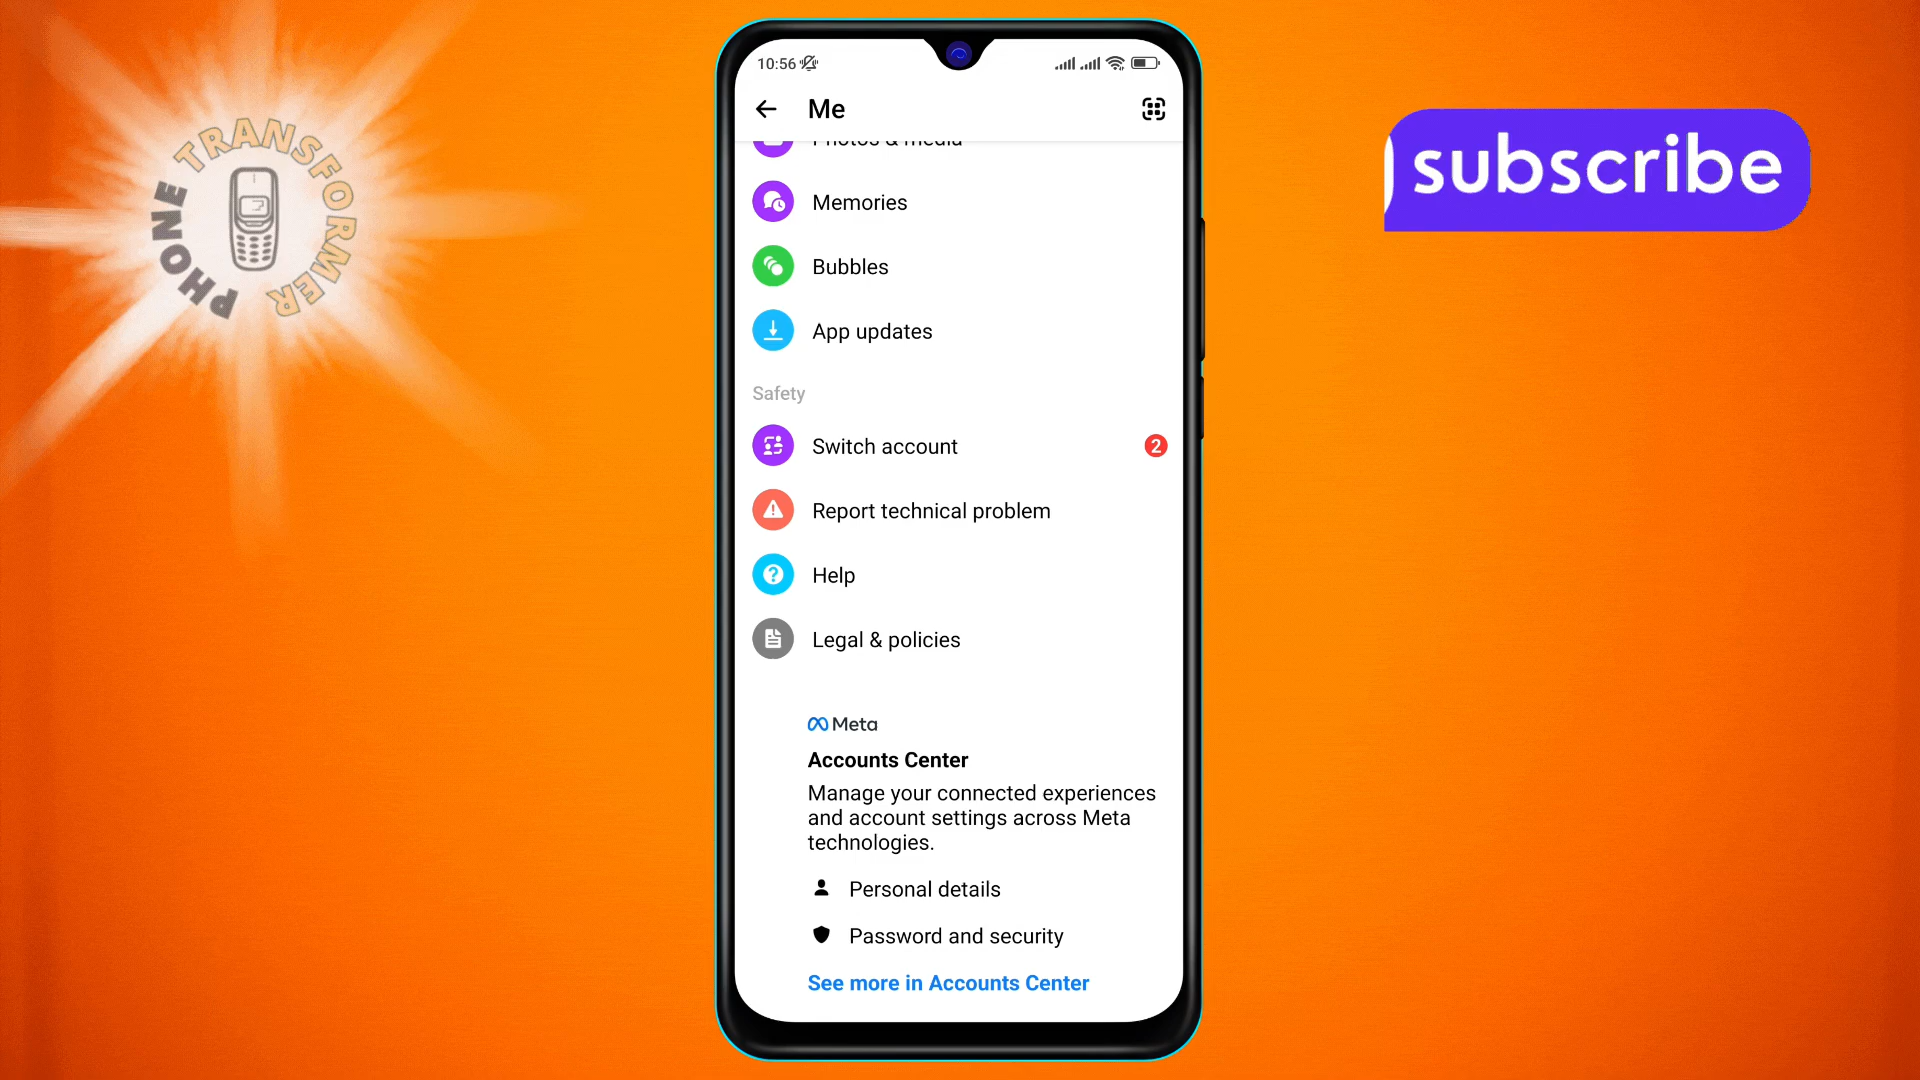 PHONE TRANSFORMER
subscribe
10:56
Me
Photos & media
Memories
Bubbles
App updates
Safety
Switch account
2
Report technical problem
Help
Legal & policies
Meta
Accounts Center
Manage your connected experiences
and account settings across Meta
technologies.
Personal details
Password and security
See more in Accounts Center